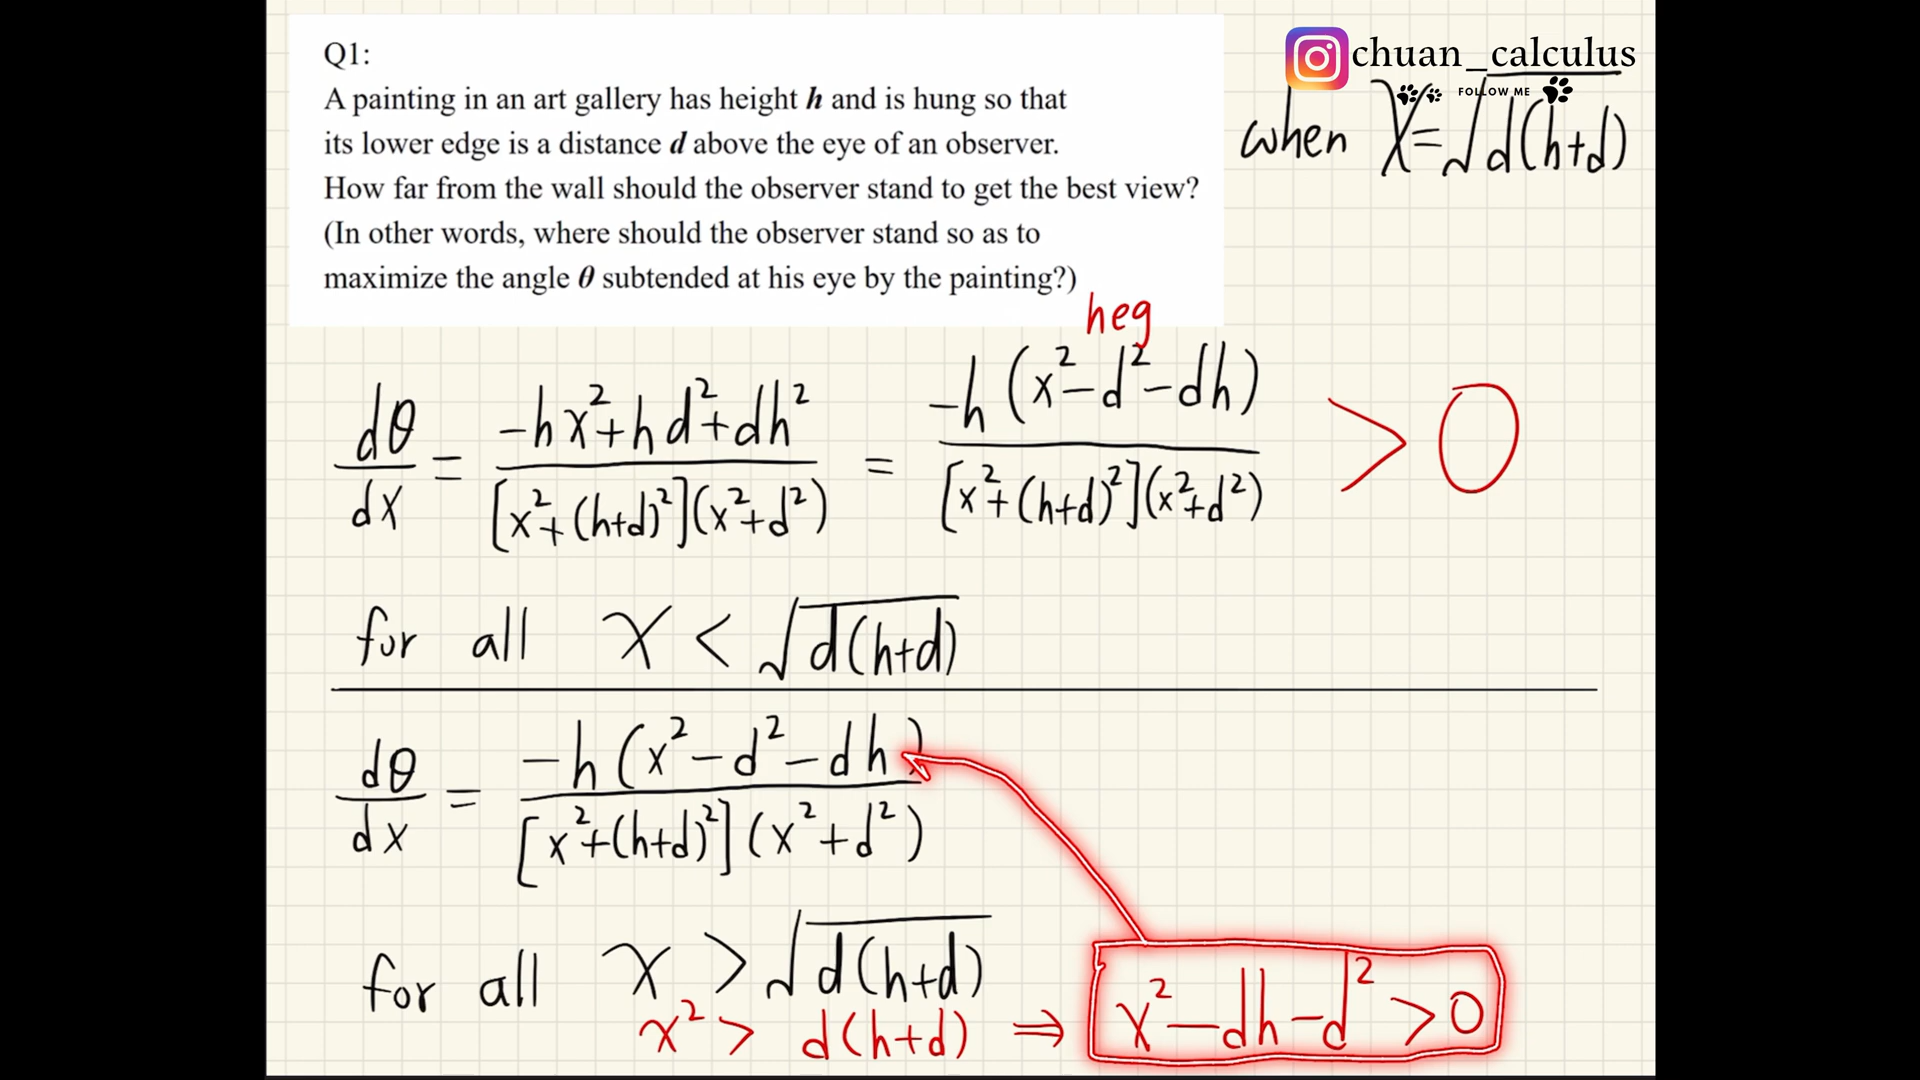 Q1:
A painting in an art gallery has height h and is hung so that
its lower edge is a distance d above the eye of an observer.
How far from the wall should the observer stand to get the best view?
(In other words, where should the observer stand so as to
maximize the angle θ subtended at his eye by the painting?)
chuan_calculus
FOLLOW ME
when X=√d(h+d)
heg
dθ/dx = (-hx²+hd²+dh²)/([x²+(h+d)²](x²+d²)) = -h(x²-d²-dh)/([x²+(h+d)²](x²+d²)) > 0
for all x < √d(h+d)
dθ/dx = -h(x²-d²-dh)/([x²+(h+d)²](x²+d²))
for all x > √d(h+d)
x² > d(h+d) ⇒ x²-dh-d² >0